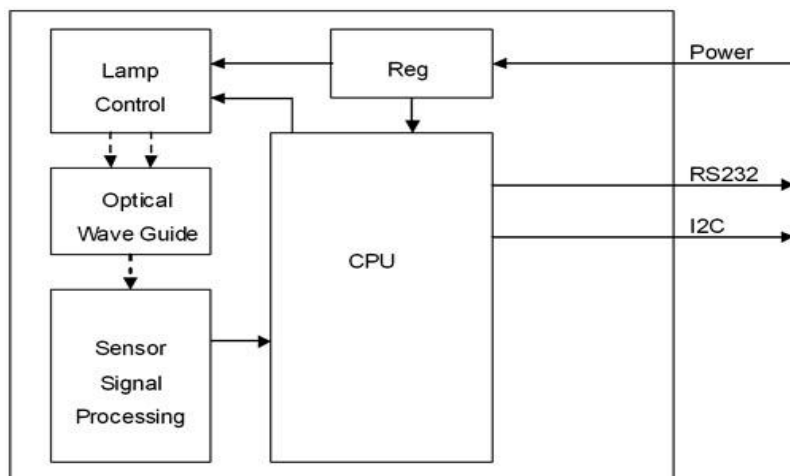 Lamp
Control
Reg
Power
Optical
Wave Guide
CPU
RS232
I2C
Sensor
Signal
Processing